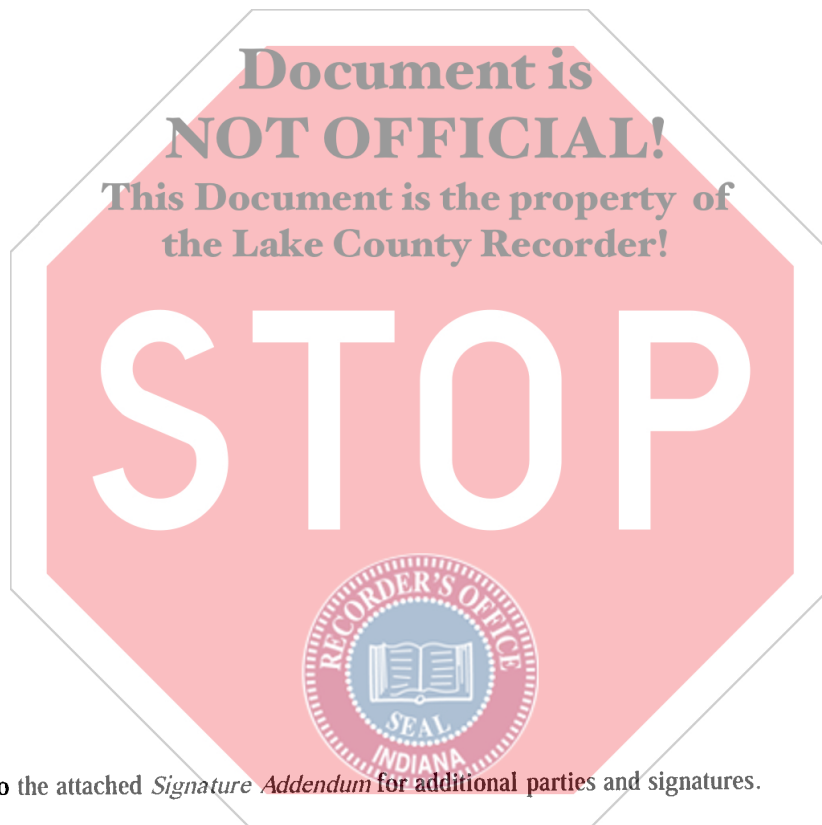 Document is
NOT OFFICIAL!
This Document is the property of
the Lake County Recorder!
STOP
RECORDER'S OFFICE
SEAL
INDIANA
the attached Signature Addendum for additional parties and signatures.